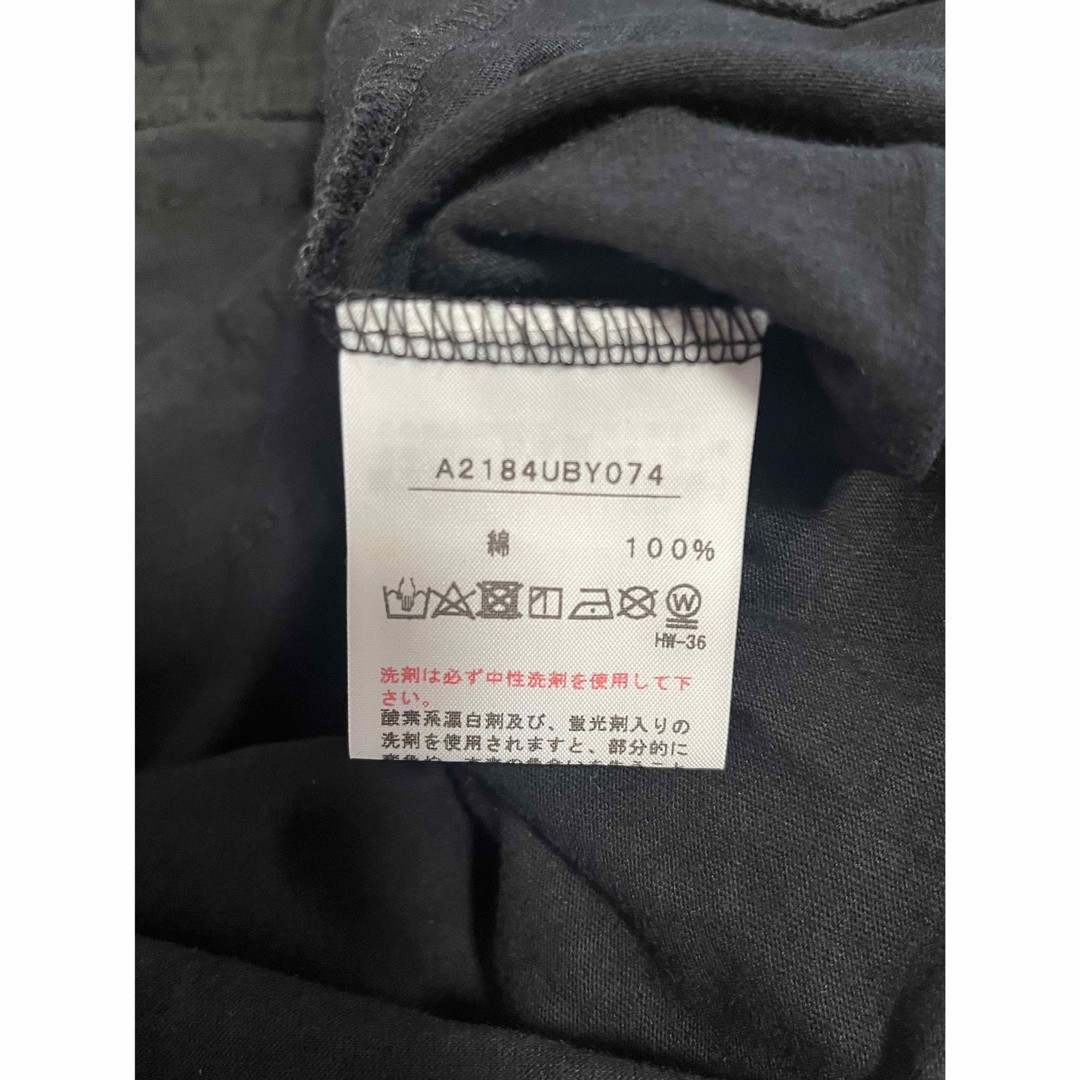 A2184UBY074
綿 100%
W
HW-36
洗剤は必ず中性洗剤を使用して下
さい。
酸素系漂白剤及び、蛍光剤入りの
洗剤を使用されますと、部分的に